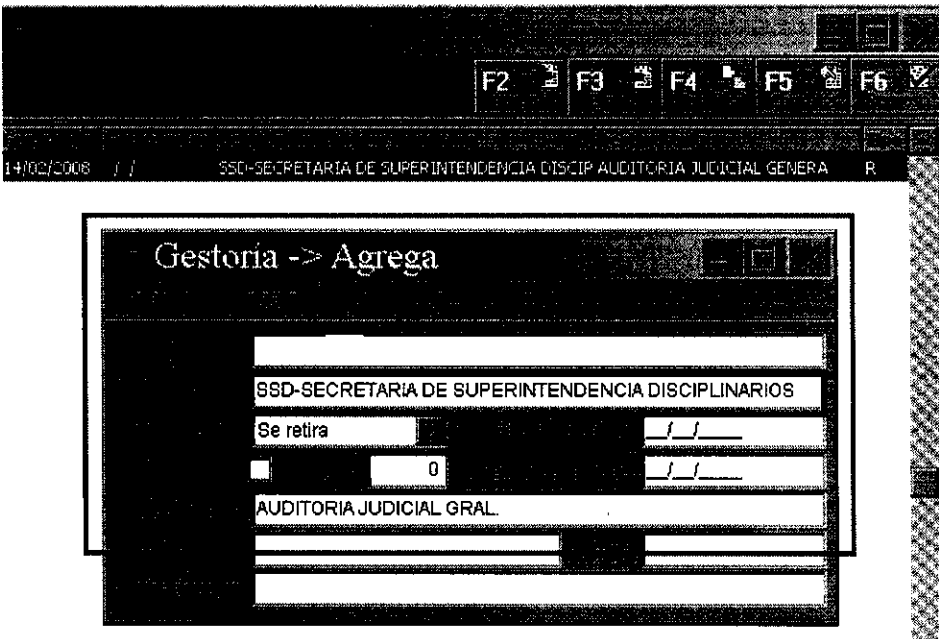 F2 F3 F4 F5 F6
14/02/2008 / / SSD-SECRETARIA DE SUPERINTENDENCIA DISCIP AUDITORIA JUDICIAL GENERA R
Gestoría -> Agrega
SSD-SECRETARIA DE SUPERINTENDENCIA DISCIPLINARIOS
Se retira __/__/____
0 __/__/____
AUDITORIA JUDICIAL GRAL.